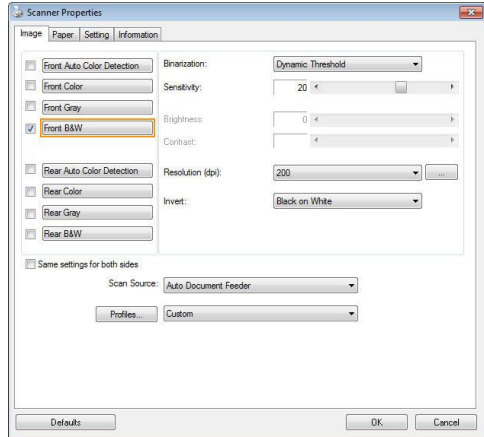 Scanner Properties
Image Paper Setting Information
Front Auto Color Detection
Front Color
Front Gray
Front B&W
Rear Auto Color Detection
Rear Color
Rear Gray
Rear B&W
Binarization: Dynamic Threshold
Sensitivity: 20
Brightness: 0
Contrast:
Resolution (dpi): 200 ...
Invert: Black on White
Same settings for both sides
Scan Source: Auto Document Feeder
Profiles... Custom
Defaults OK Cancel